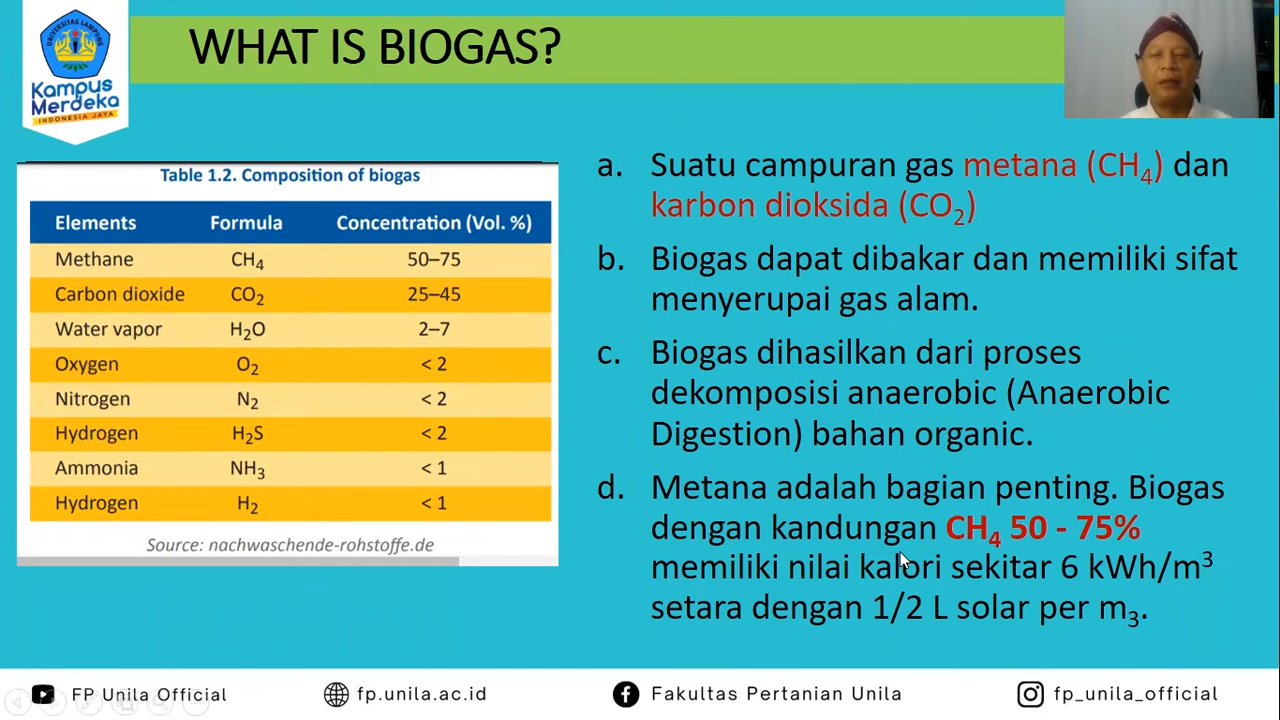 UNIVERSITAS LAMPUNG
Kampus
Merdeka
INDONESIA JAYA
WHAT IS BIOGAS?
Table 1.2. Composition of biogas
Elements Formula Concentration (Vol. %)
Methane CH₄ 50–75
Carbon dioxide CO₂ 25–45
Water vapor H₂O 2–7
Oxygen O₂ < 2
Nitrogen N₂ < 2
Hydrogen H₂S < 2
Ammonia NH₃ < 1
Hydrogen H₂ < 1
Source: nachwaschende-rohstoffe.de
a. Suatu campuran gas metana (CH₄) dan
karbon dioksida (CO₂)
b. Biogas dapat dibakar dan memiliki sifat
menyerupai gas alam.
c. Biogas dihasilkan dari proses
dekomposisi anaerobic (Anaerobic
Digestion) bahan organic.
d. Metana adalah bagian penting. Biogas
dengan kandungan CH₄ 50 - 75%
memiliki nilai kalori sekitar 6 kWh/m³
setara dengan 1/2 L solar per m₃.
FP Unila Official
fp.unila.ac.id
Fakultas Pertanian Unila
fp_unila_official